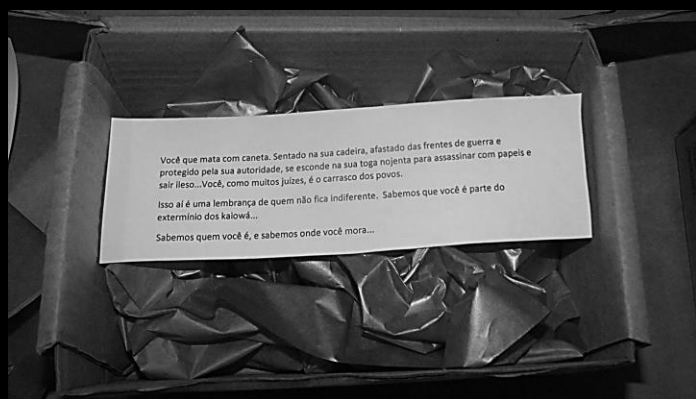 Você que mata com caneta. Sentado na sua cadeira, afastado das frentes de guerra e
protegido pela sua autoridade, se esconde na sua toga nojenta para assassinar com papeis e
sair ileso...Você, como muitos juízes, é o carrasco dos povos.
Isso aí é uma lembrança de quem não fica indiferente. Sabemos que você é parte do
extermínio dos kaiowá...
Sabemos quem você é, e sabemos onde você mora...